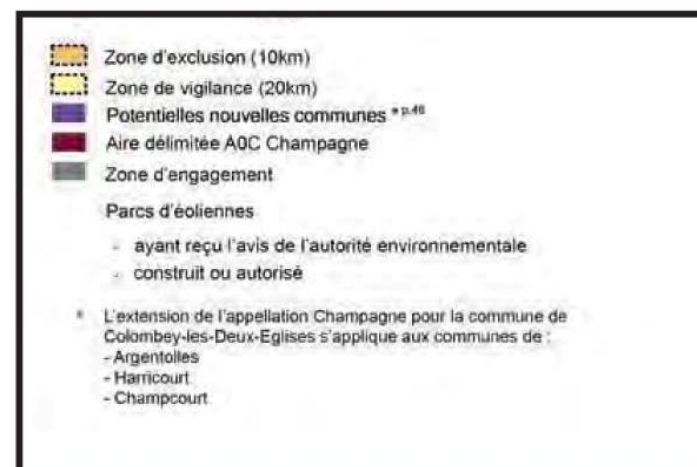 Zone d'exclusion (10km)
Zone de vigilance (20km)
Potentielles nouvelles communes * p.46
Aire délimitée AOC Champagne
Zone d'engagement
Parcs d'éoliennes
- ayant reçu l'avis de l'autorité environnementale
- construit ou autorisé
* L'extension de l'appellation Champagne pour la commune de
Colombey-les-Deux-Eglises s'applique aux communes de :
- Argentolles
- Harricourt
- Champcourt